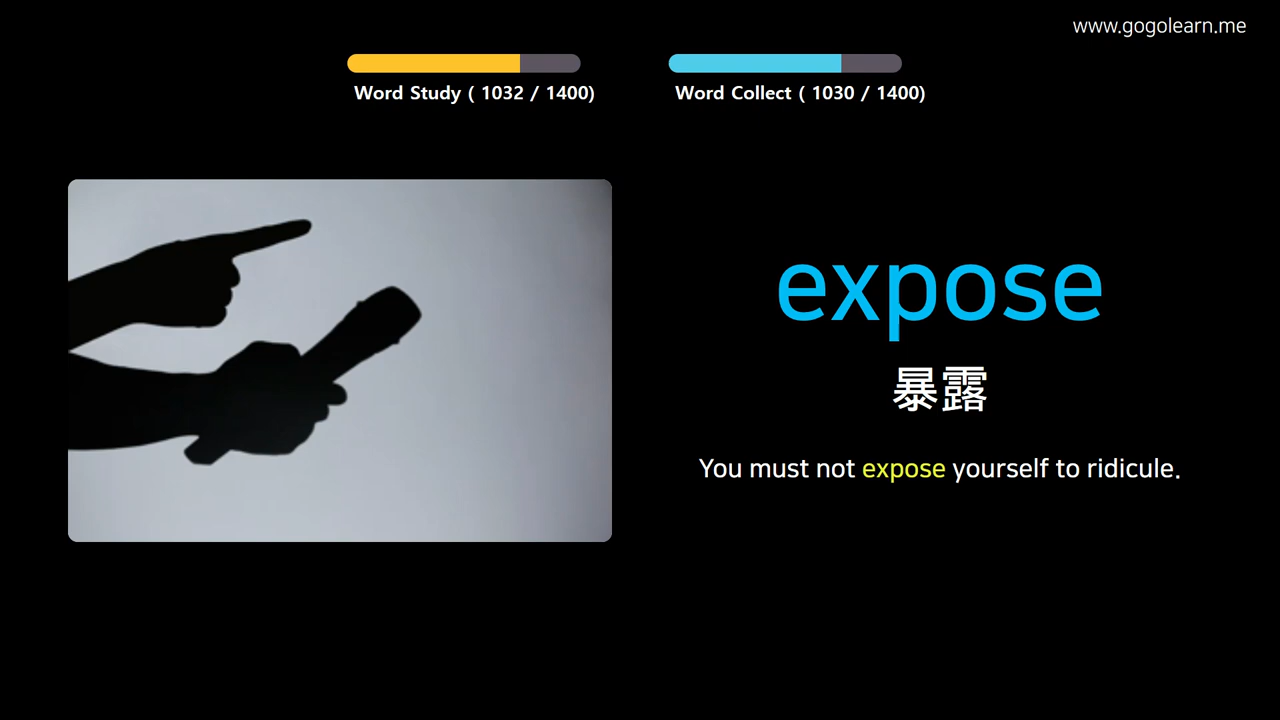 www.gogolearn.me
Word Study ( 1032 / 1400)
Word Collect ( 1030 / 1400)
expose
暴露
You must not expose yourself to ridicule.